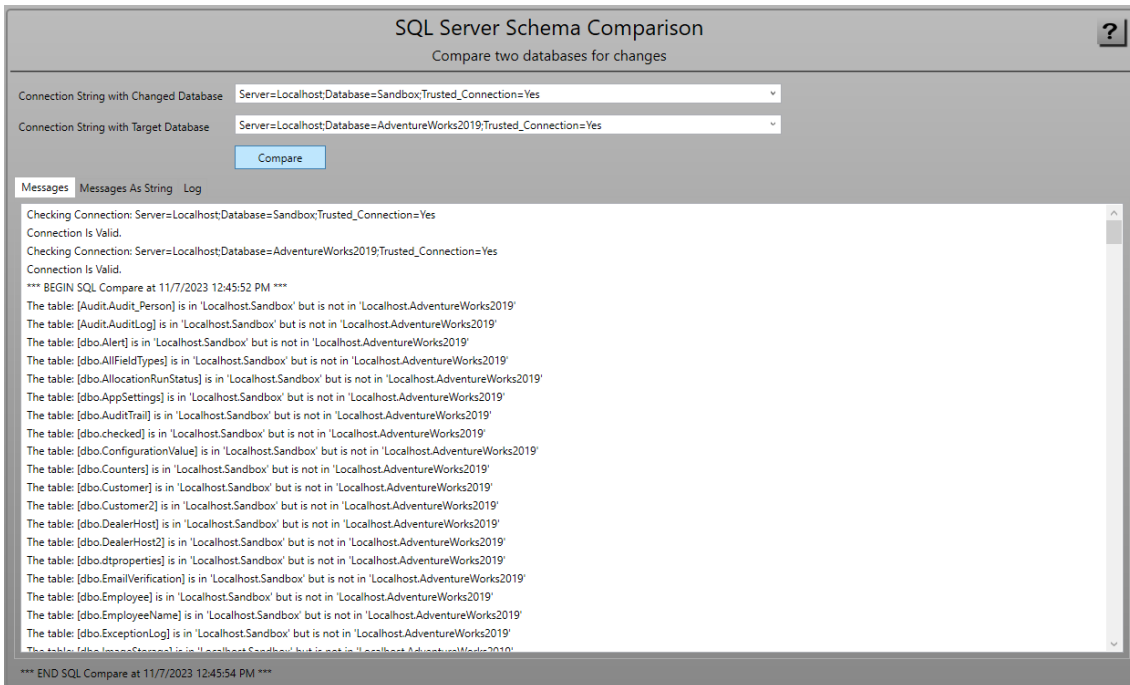 SQL Server Schema Comparison
?
Compare two databases for changes
Connection String with Changed Database
Server=Localhost;Database=Sandbox;Trusted_Connection=Yes
Connection String with Target Database
Server=Localhost;Database=AdventureWorks2019;Trusted_Connection=Yes
Compare
Messages Messages As String Log
Checking Connection: Server=Localhost;Database=Sandbox;Trusted_Connection=Yes
Connection Is Valid.
Checking Connection: Server=Localhost;Database=AdventureWorks2019;Trusted_Connection=Yes
Connection Is Valid.
*** BEGIN SQL Compare at 11/7/2023 12:45:52 PM ***
The table: [Audit.Audit_Person] is in 'Localhost.Sandbox' but is not in 'Localhost.AdventureWorks2019'
The table: [Audit.AuditLog] is in 'Localhost.Sandbox' but is not in 'Localhost.AdventureWorks2019'
The table: [dbo.Alert] is in 'Localhost.Sandbox' but is not in 'Localhost.AdventureWorks2019'
The table: [dbo.AllFieldTypes] is in 'Localhost.Sandbox' but is not in 'Localhost.AdventureWorks2019'
The table: [dbo.AllocationRunStatus] is in 'Localhost.Sandbox' but is not in 'Localhost.AdventureWorks2019'
The table: [dbo.AppSettings] is in 'Localhost.Sandbox' but is not in 'Localhost.AdventureWorks2019'
The table: [dbo.AuditTrail] is in 'Localhost.Sandbox' but is not in 'Localhost.AdventureWorks2019'
The table: [dbo.checked] is in 'Localhost.Sandbox' but is not in 'Localhost.AdventureWorks2019'
The table: [dbo.ConfigurationValue] is in 'Localhost.Sandbox' but is not in 'Localhost.AdventureWorks2019'
The table: [dbo.Counters] is in 'Localhost.Sandbox' but is not in 'Localhost.AdventureWorks2019'
The table: [dbo.Customer] is in 'Localhost.Sandbox' but is not in 'Localhost.AdventureWorks2019'
The table: [dbo.Customer2] is in 'Localhost.Sandbox' but is not in 'Localhost.AdventureWorks2019'
The table: [dbo.DealerHost] is in 'Localhost.Sandbox' but is not in 'Localhost.AdventureWorks2019'
The table: [dbo.DealerHost2] is in 'Localhost.Sandbox' but is not in 'Localhost.AdventureWorks2019'
The table: [dbo.dtproperties] is in 'Localhost.Sandbox' but is not in 'Localhost.AdventureWorks2019'
The table: [dbo.EmailVerification] is in 'Localhost.Sandbox' but is not in 'Localhost.AdventureWorks2019'
The table: [dbo.Employee] is in 'Localhost.Sandbox' but is not in 'Localhost.AdventureWorks2019'
The table: [dbo.EmployeeName] is in 'Localhost.Sandbox' but is not in 'Localhost.AdventureWorks2019'
The table: [dbo.ExceptionLog] is in 'Localhost.Sandbox' but is not in 'Localhost.AdventureWorks2019'
The table: [dbo.ImageStorage] is in 'Localhost.Sandbox' but is not in 'Localhost.AdventureWorks2019'
*** END SQL Compare at 11/7/2023 12:45:54 PM ***